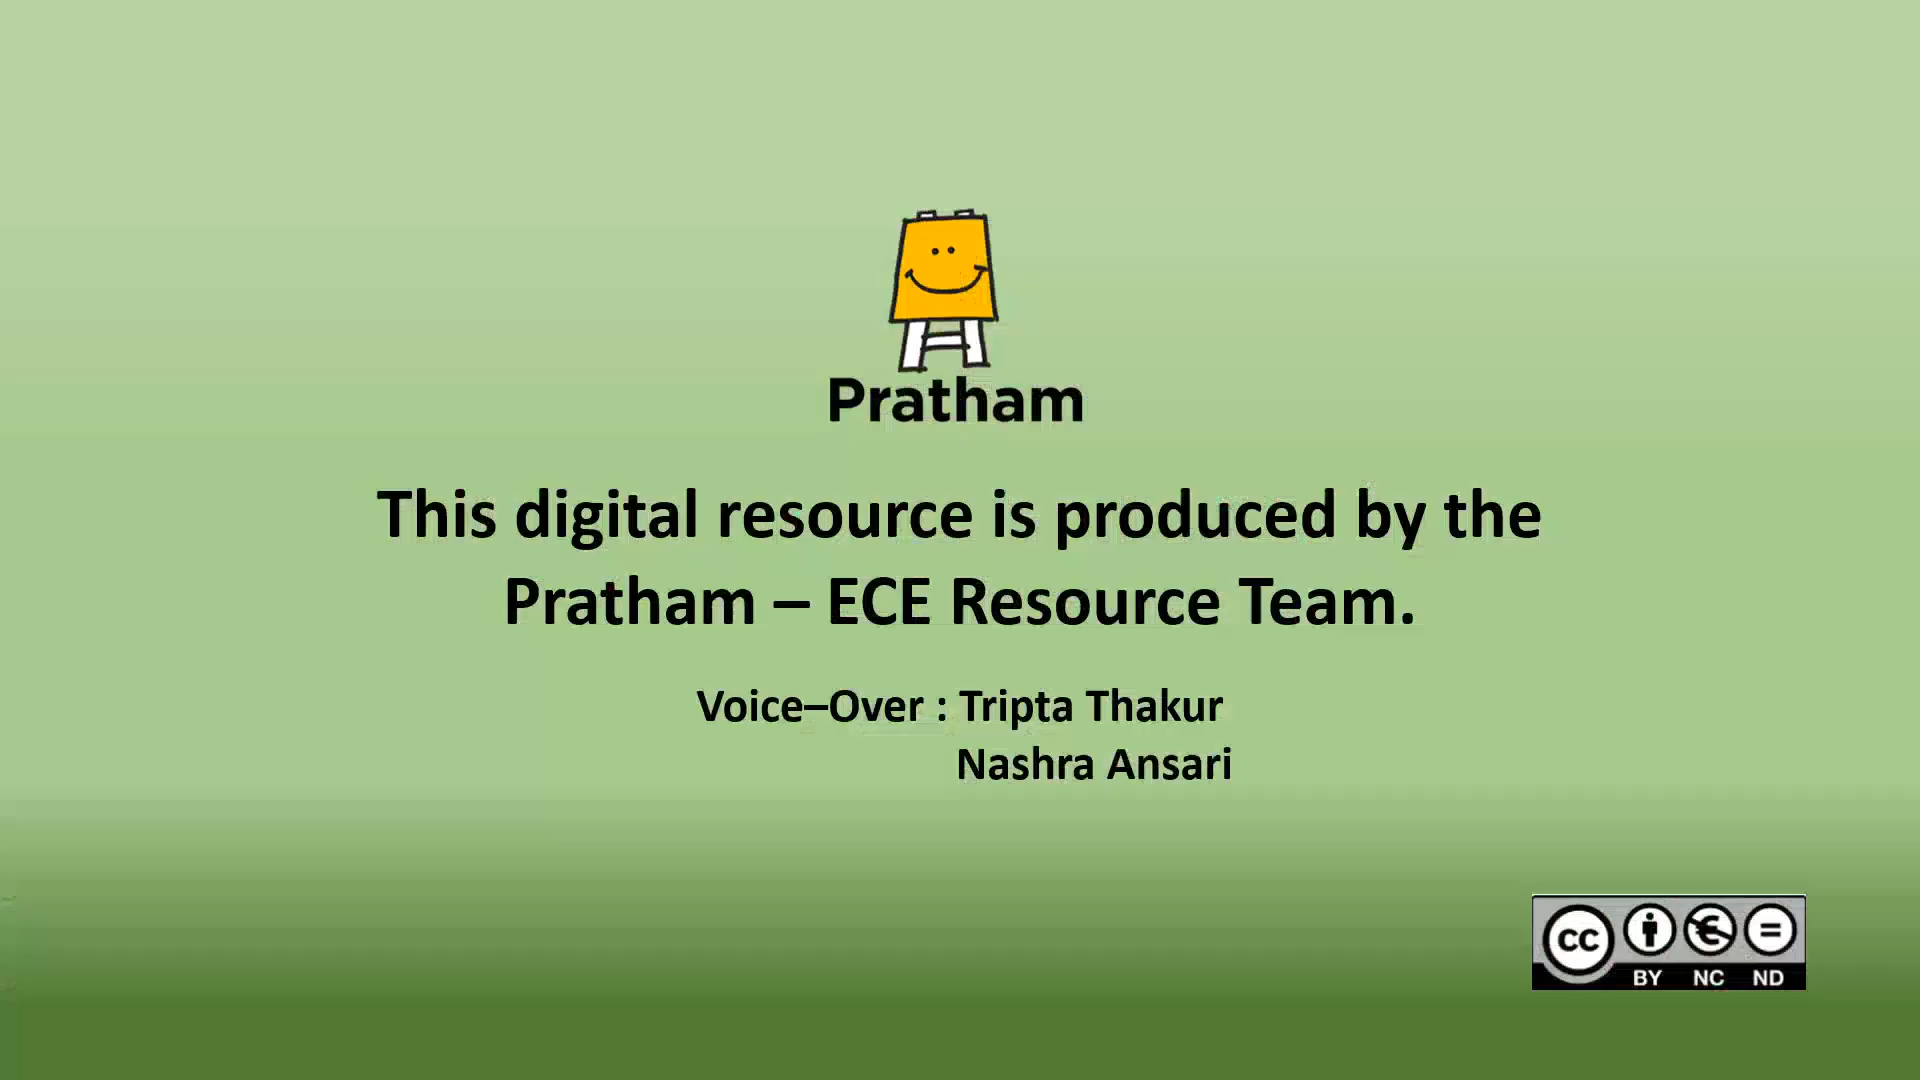 Pratham
This digital resource is produced by the
Pratham – ECE Resource Team.
Voice–Over : Tripta Thakur
Nashra Ansari
cc
BY NC ND